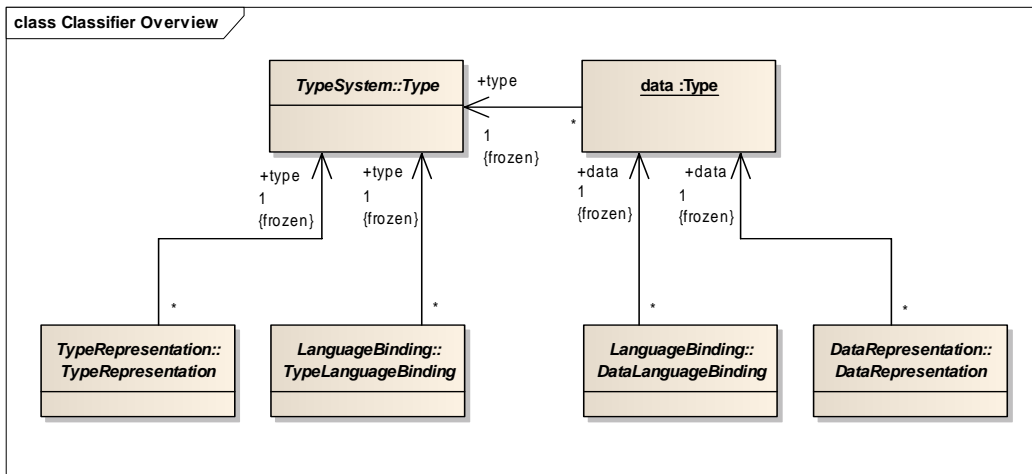 class Classifier Overview
TypeSystem::Type
data :Type
+type
1
{frozen}
*
+type
1
{frozen}
+type
1
{frozen}
+data
1
{frozen}
+data
1
{frozen}
*
*
*
*
TypeRepresentation::
TypeRepresentation
LanguageBinding::
TypeLanguageBinding
LanguageBinding::
DataLanguageBinding
DataRepresentation::
DataRepresentation